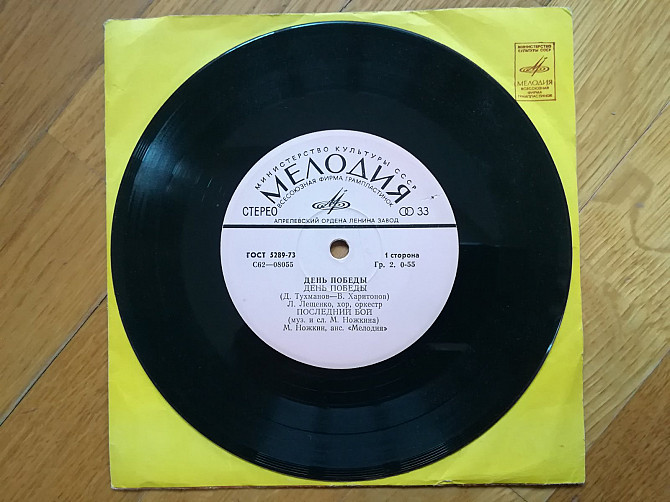 МИНИСТЕРСТВО КУЛЬТУРЫ СССР
МЕЛОДИЯ
ВСЕСОЮЗНАЯ ФИРМА ГРАМПЛАСТИНОК
СТЕРЕО
33
АПРЕЛЕВСКИЙ ОРДЕНА ЛЕНИНА ЗАВОД
ГОСТ 5289-73
1 сторона
С62—08055
Гр. 2. 0-55
ДЕНЬ ПОБЕДЫ
ДЕНЬ ПОБЕДЫ
(Д. Тухманов—В. Харитонов)
Л. Лещенко, хор, оркестр
ПОСЛЕДНИЙ БОЙ
(муз. и сл. М. Ножкина)
М. Ножкин, анс. «Мелодия»
МИНИСТЕРСТВО
КУЛЬТУРЫ СССР
МЕЛОДИЯ
ВСЕСОЮЗНАЯ
ФИРМА
ГРАМПЛАСТИНОК